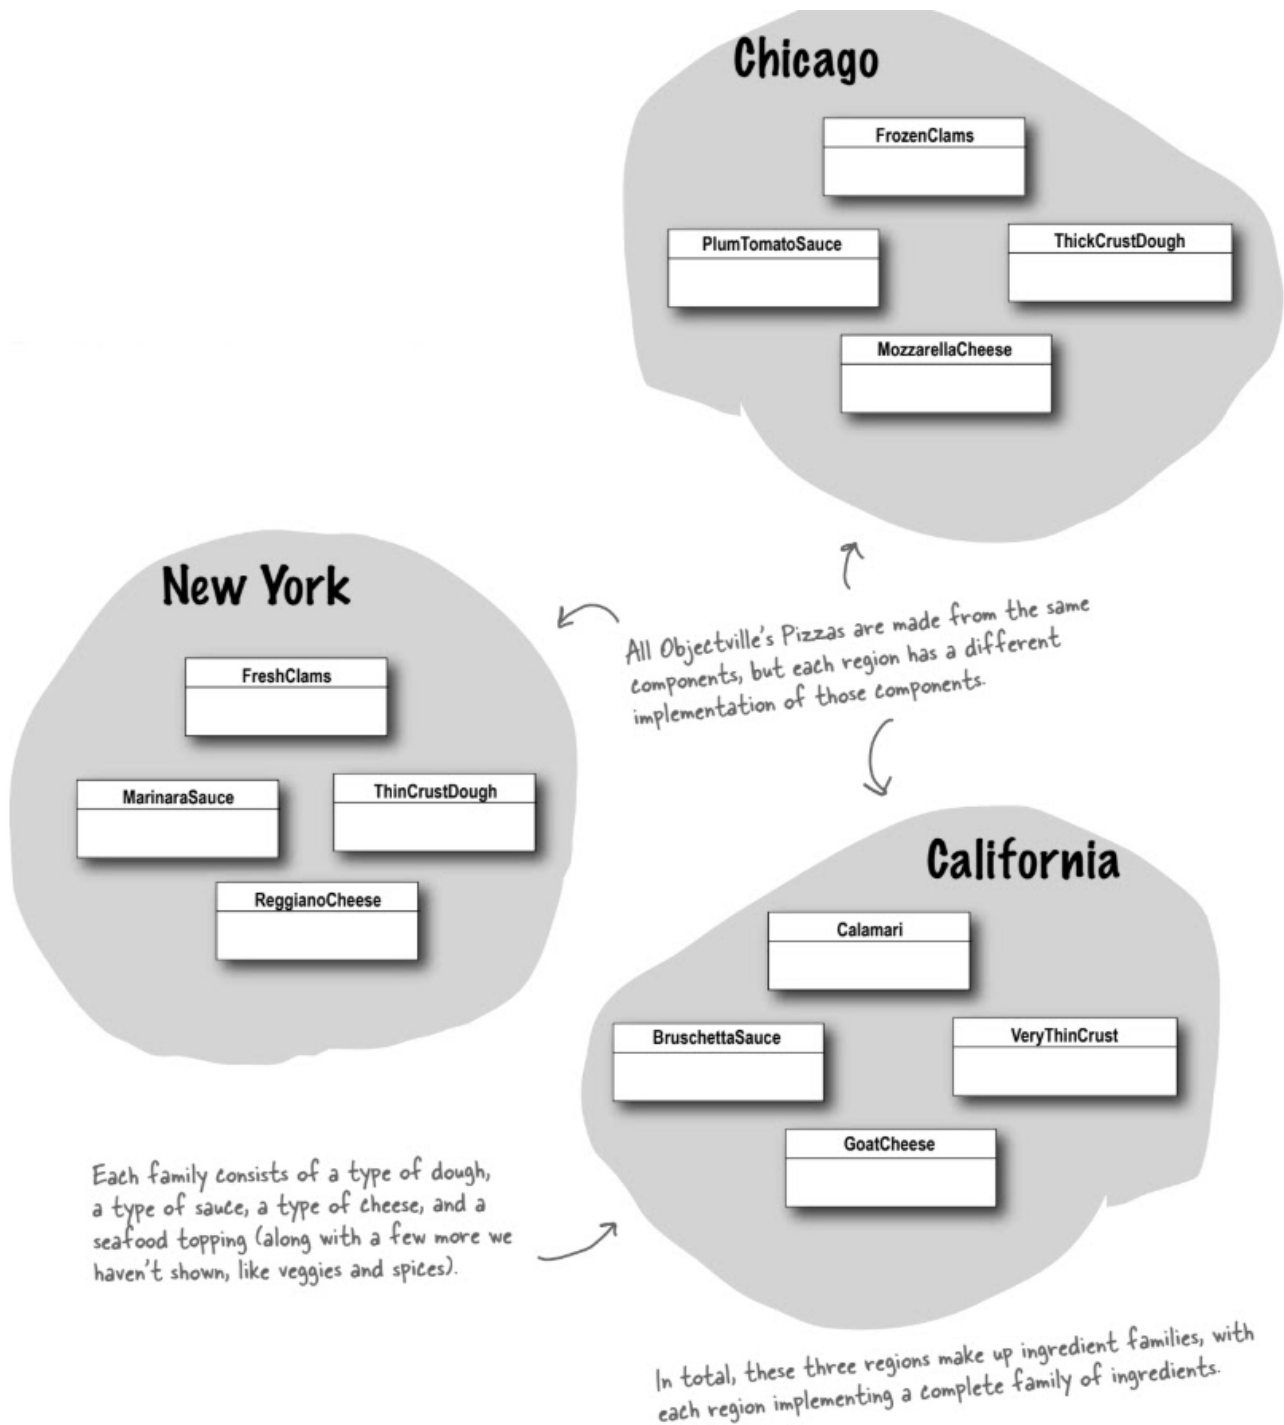 Chicago
FrozenClams
PlumTomatoSauce
ThickCrustDough
MozzarellaCheese
New York
FreshClams
MarinaraSauce
ThinCrustDough
ReggianoCheese
All Objectville's Pizzas are made from the same
components, but each region has a different
implementation of those components.
California
Calamari
BruschettaSauce
VeryThinCrust
GoatCheese
Each family consists of a type of dough,
a type of sauce, a type of cheese, and a
seafood topping (along with a few more we
haven't shown, like veggies and spices).
In total, these three regions make up ingredient families, with
each region implementing a complete family of ingredients.